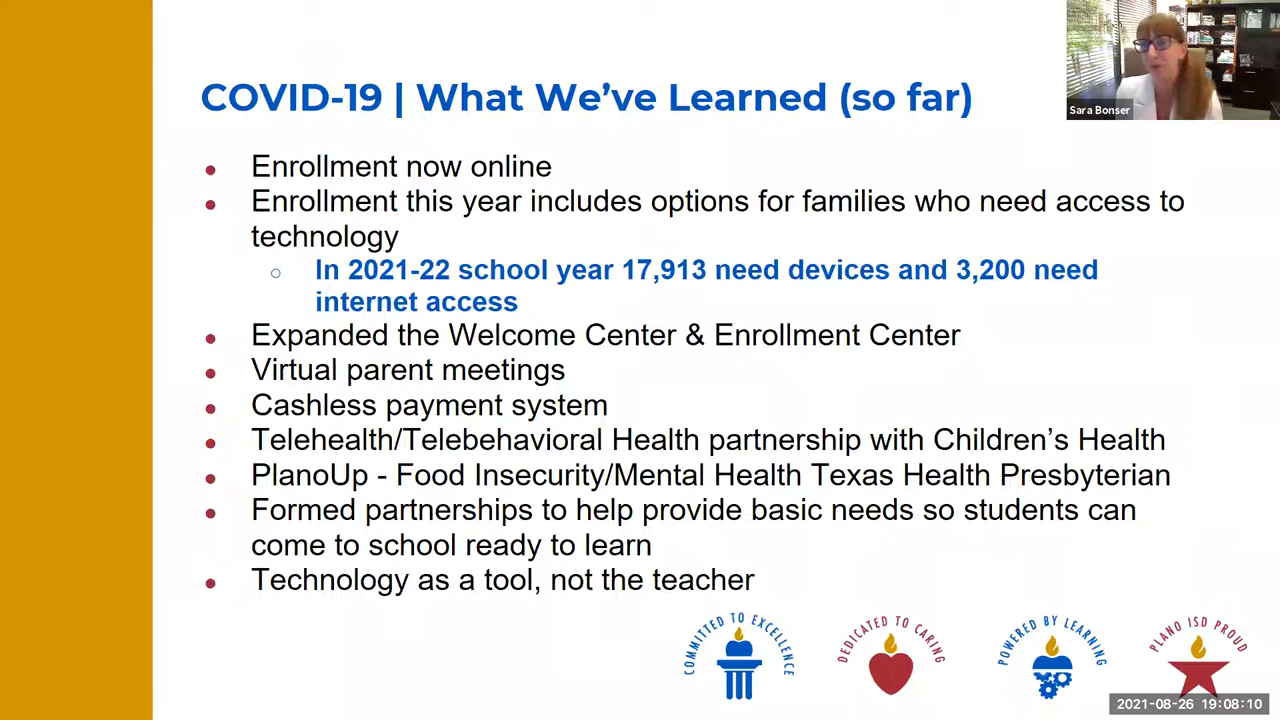 COVID-19 | What We’ve Learned (so far)
Sara Bonser
Enrollment now online
Enrollment this year includes options for families who need access to
technology
In 2021-22 school year 17,913 need devices and 3,200 need
internet access
Expanded the Welcome Center & Enrollment Center
Virtual parent meetings
Cashless payment system
Telehealth/Telebehavioral Health partnership with Children’s Health
PlanoUp - Food Insecurity/Mental Health Texas Health Presbyterian
Formed partnerships to help provide basic needs so students can
come to school ready to learn
Technology as a tool, not the teacher
COMMITTED TO EXCELLENCE
DEDICATED TO CARING
POWERED BY LEARNING
PLANO ISD PROUD
2021-08-26 19:08:10